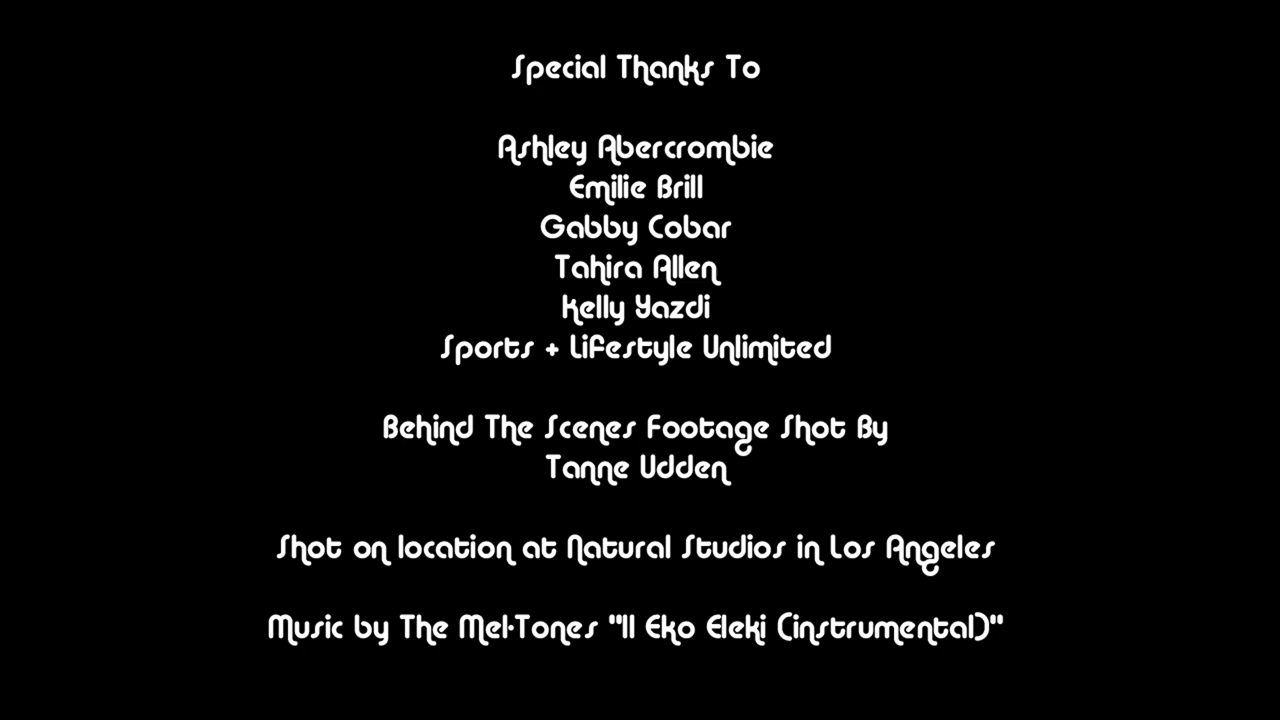 Special Thanks To
Ashley Abercrombie
Emilie Brill
Gabby Cobar
Tahira Allen
Kelly Yazdi
Sports + Lifestyle Unlimited
Behind The Scenes Footage Shot By
Tanne Udden
Shot on location at Natural Studios in Los Angeles
Music by The Mel-Tones "Il Eko Eleki (instrumental)"